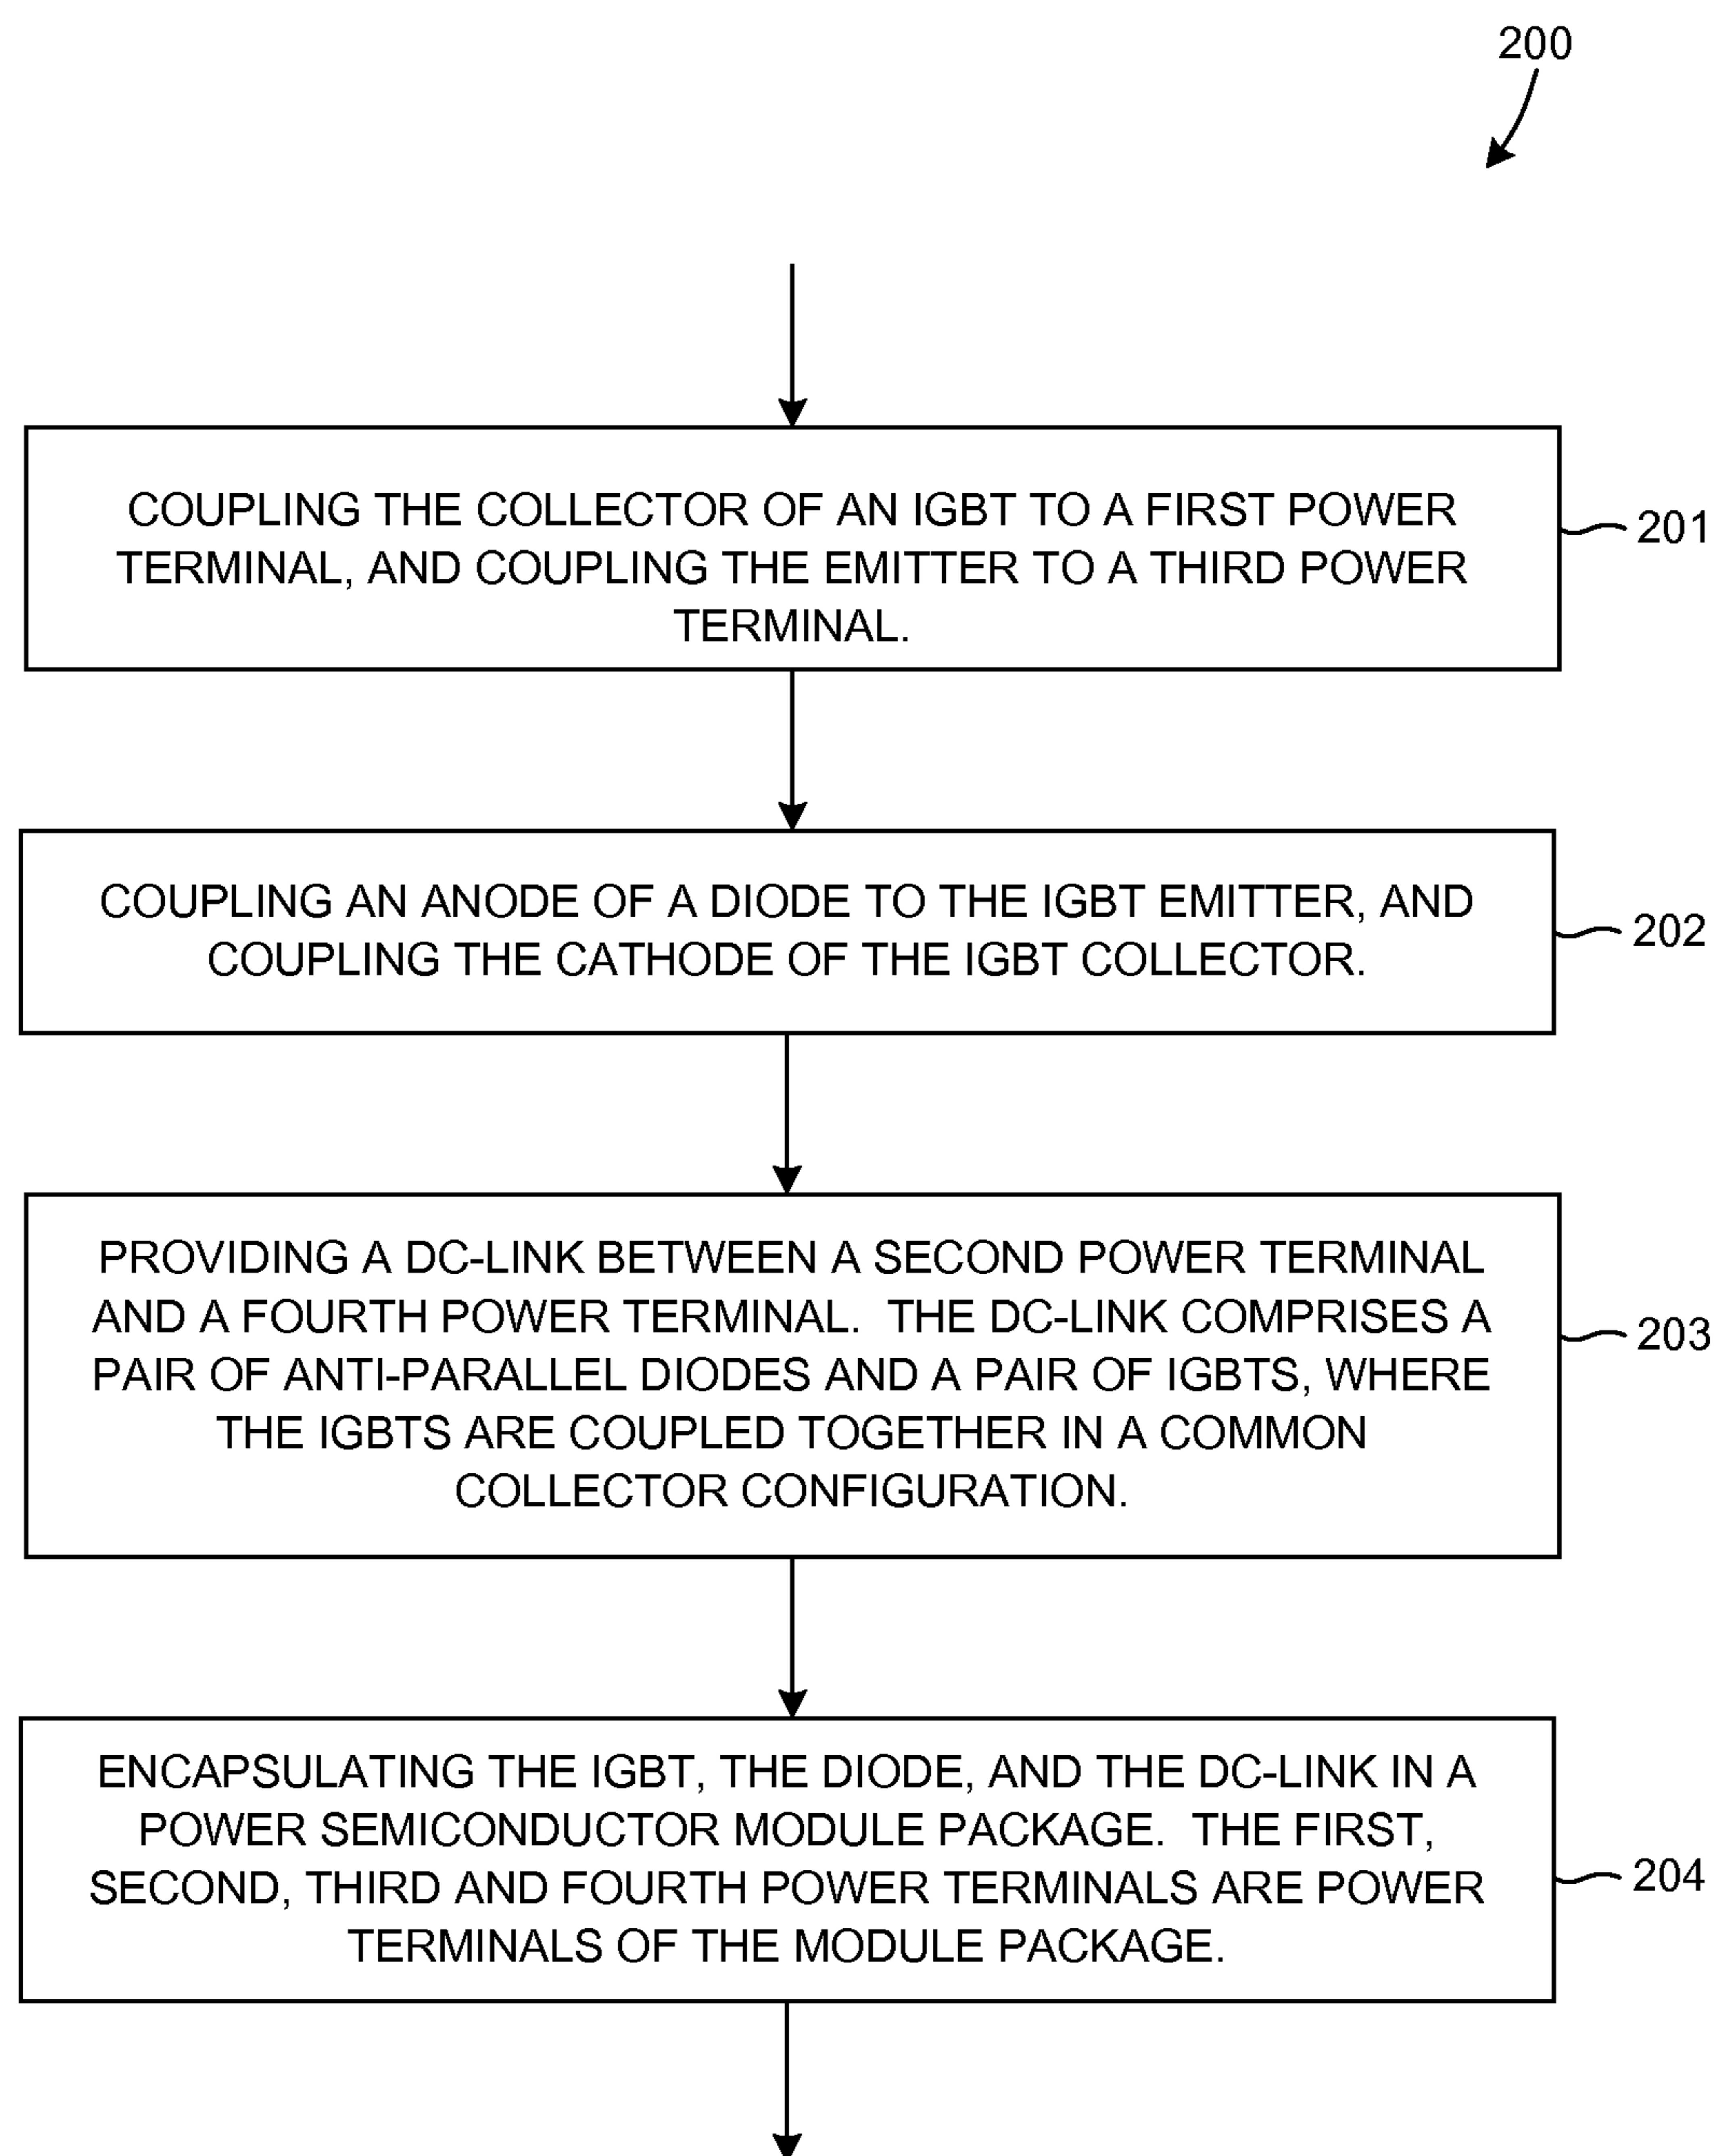 200
COUPLING THE COLLECTOR OF AN IGBT TO A FIRST POWER
TERMINAL, AND COUPLING THE EMITTER TO A THIRD POWER
TERMINAL.
201
COUPLING AN ANODE OF A DIODE TO THE IGBT EMITTER, AND
COUPLING THE CATHODE OF THE IGBT COLLECTOR.
202
PROVIDING A DC-LINK BETWEEN A SECOND POWER TERMINAL
AND A FOURTH POWER TERMINAL.  THE DC-LINK COMPRISES A
PAIR OF ANTI-PARALLEL DIODES AND A PAIR OF IGBTS, WHERE
THE IGBTS ARE COUPLED TOGETHER IN A COMMON
COLLECTOR CONFIGURATION.
203
ENCAPSULATING THE IGBT, THE DIODE, AND THE DC-LINK IN A
POWER SEMICONDUCTOR MODULE PACKAGE.  THE FIRST,
SECOND, THIRD AND FOURTH POWER TERMINALS ARE POWER
TERMINALS OF THE MODULE PACKAGE.
204